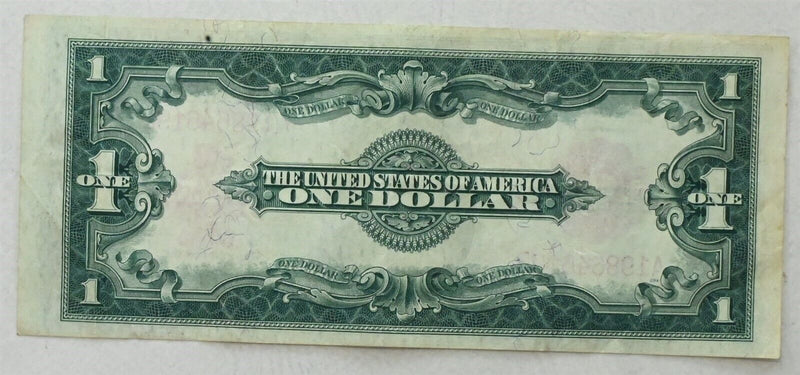 1 1
ONE DOLLAR ONE DOLLAR
1 1
ONE THE UNITED STATES OF AMERICA ONE
ONE DOLLAR
ONE DOLLAR ONE DOLLAR
1 1